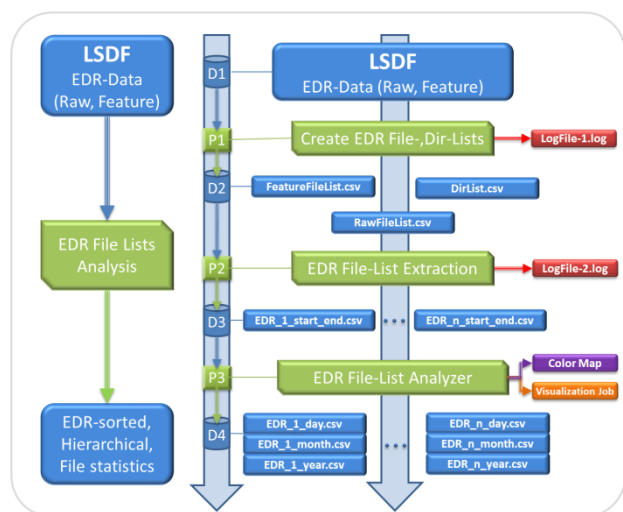 LSDF
EDR-Data
(Raw, Feature)
EDR File Lists
Analysis
EDR-sorted,
Hierarchical,
File statistics
D1
LSDF
EDR-Data (Raw, Feature)
P1
Create EDR File-,Dir-Lists
LogFile-1.log
D2
FeatureFileList.csv
DirList.csv
RawFileList.csv
P2
EDR File-List Extraction
LogFile-2.log
D3
EDR_1_start_end.csv
...
EDR_n_start_end.csv
P3
EDR File-List Analyzer
Color Map
Visualization Job
D4
EDR_1_day.csv
EDR_1_month.csv
EDR_1_year.csv
...
EDR_n_day.csv
EDR_n_month.csv
EDR_n_year.csv